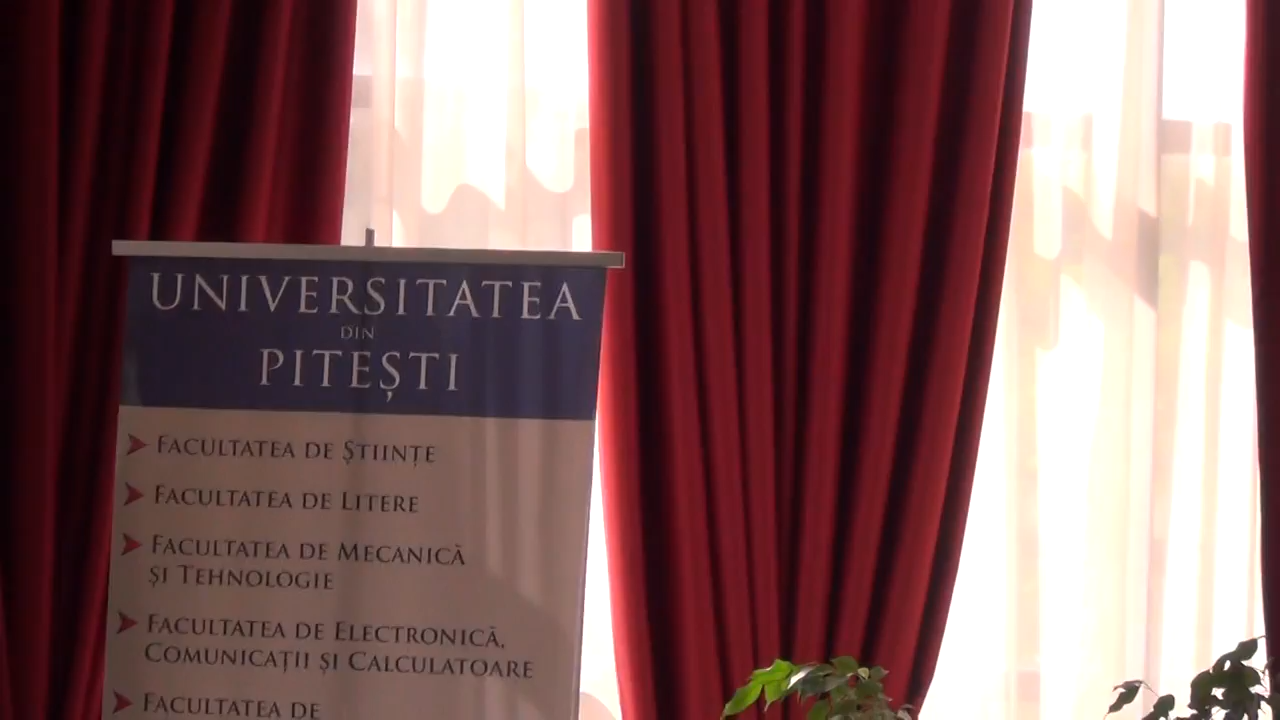 UNIVERSITATEA
DIN
PITEȘTI
FACULTATEA DE ȘTIINȚE
FACULTATEA DE LITERE
FACULTATEA DE MECANICĂ
ȘI TEHNOLOGIE
FACULTATEA DE ELECTRONICĂ,
COMUNICAȚII ȘI CALCULATOARE
FACULTATEA DE